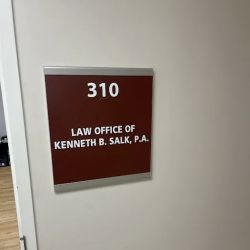 310
LAW OFFICE OF
KENNETH B. SALK, P.A.